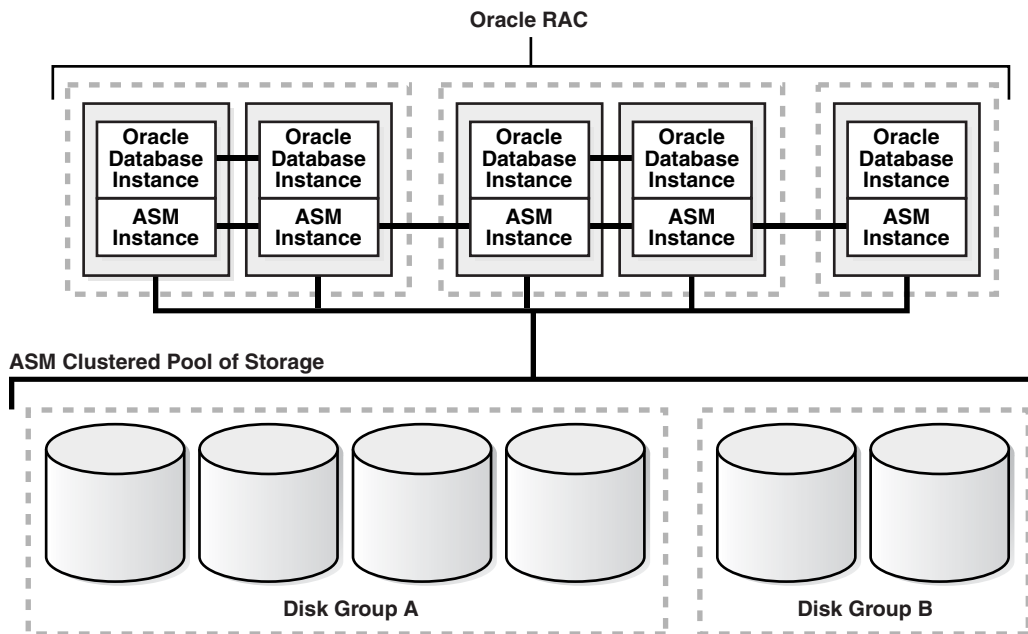 Oracle RAC
Oracle
Database
Instance
ASM
Instance
Oracle
Database
Instance
ASM
Instance
Oracle
Database
Instance
ASM
Instance
Oracle
Database
Instance
ASM
Instance
Oracle
Database
Instance
ASM
Instance
ASM Clustered Pool of Storage
Disk Group A
Disk Group B